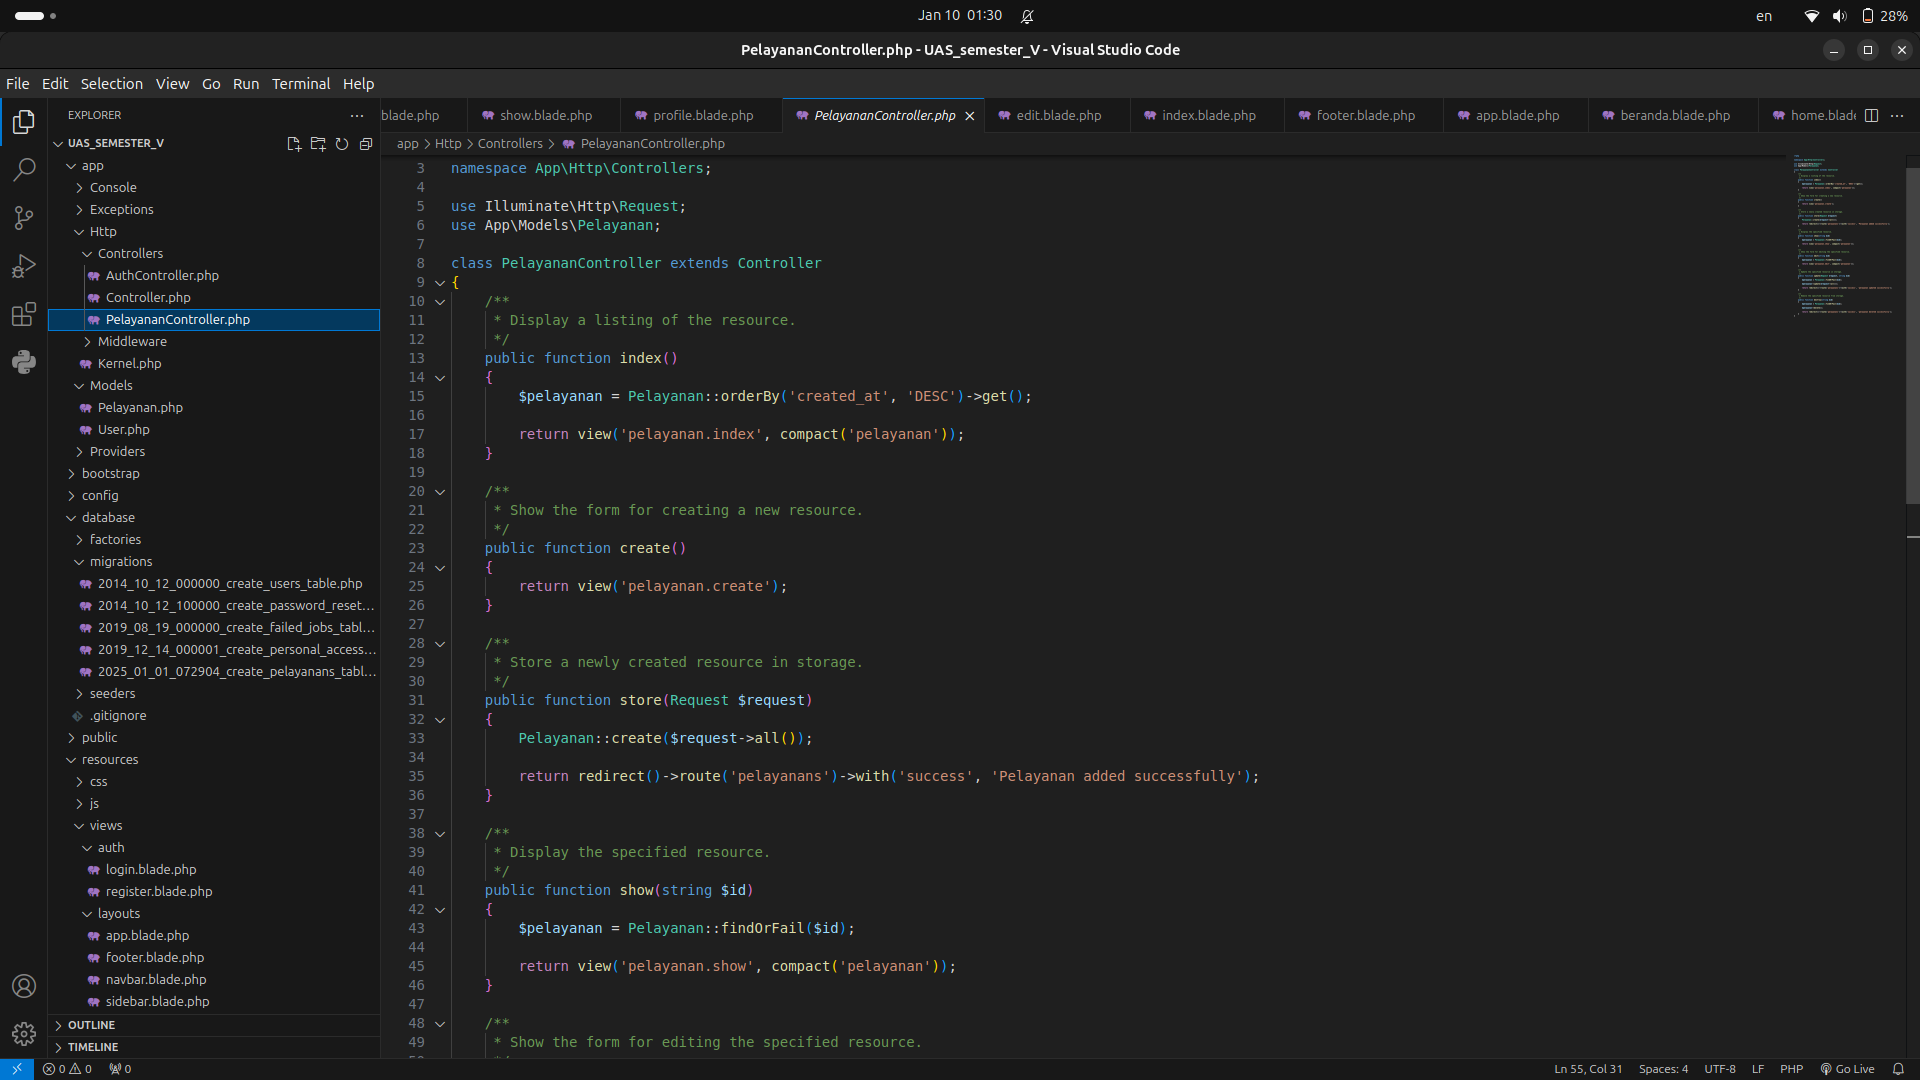 Jan 10 01:30
en
28%
PelayananController.php - UAS_semester_V - Visual Studio Code
File Edit Selection View Go Run Terminal Help
EXPLORER
UAS_SEMESTER_V
app
Console
Exceptions
Http
Controllers
AuthController.php
Controller.php
PelayananController.php
Middleware
Kernel.php
Models
Pelayanan.php
User.php
Providers
bootstrap
config
database
factories
migrations
2014_10_12_000000_create_users_table.php
2014_10_12_100000_create_password_reset...
2019_08_19_000000_create_failed_jobs_tabl...
2019_12_14_000001_create_personal_access...
2025_01_01_072904_create_pelayanans_tabl...
seeders
.gitignore
public
resources
css
js
views
auth
login.blade.php
register.blade.php
layouts
app.blade.php
footer.blade.php
navbar.blade.php
sidebar.blade.php
OUTLINE
TIMELINE
blade.php show.blade.php profile.blade.php PelayananController.php edit.blade.php index.blade.php footer.blade.php app.blade.php beranda.blade.php home.blade
app > Http > Controllers > PelayananController.php
3 namespace App\Http\Controllers;
4
5 use Illuminate\Http\Request;
6 use App\Models\Pelayanan;
7
8 class PelayananController extends Controller
9 {
10 /**
11 * Display a listing of the resource.
12 */
13 public function index()
14 {
15 $pelayanan = Pelayanan::orderBy('created_at', 'DESC')->get();
16
17 return view('pelayanan.index', compact('pelayanan'));
18 }
19
20 /**
21 * Show the form for creating a new resource.
22 */
23 public function create()
24 {
25 return view('pelayanan.create');
26 }
27
28 /**
29 * Store a newly created resource in storage.
30 */
31 public function store(Request $request)
32 {
33 Pelayanan::create($request->all());
34
35 return redirect()->route('pelayanans')->with('success', 'Pelayanan added successfully');
36 }
37
38 /**
39 * Display the specified resource.
40 */
41 public function show(string $id)
42 {
43 $pelayanan = Pelayanan::findOrFail($id);
44
45 return view('pelayanan.show', compact('pelayanan'));
46 }
47
48 /**
49 * Show the form for editing the specified resource.
0 0 0
Ln 55, Col 31 Spaces: 4 UTF-8 LF PHP Go Live